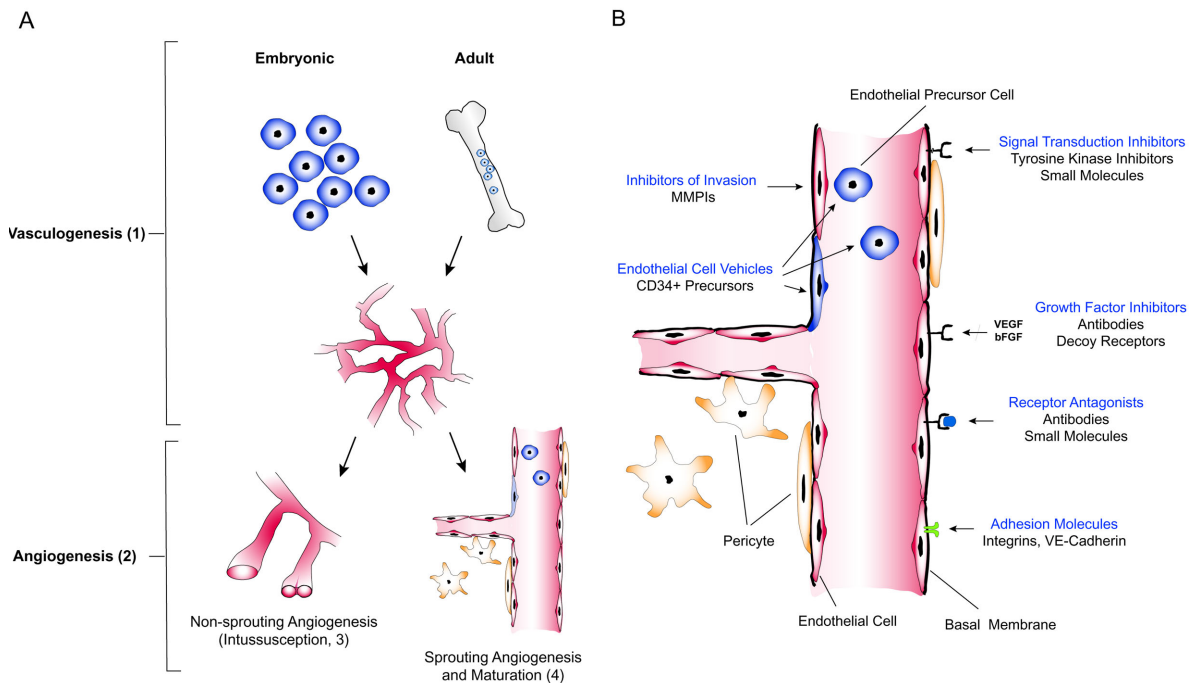 A
Embryonic
Adult
Vasculogenesis (1)
Angiogenesis (2)
Non-sprouting Angiogenesis
(Intussusception, 3)
Sprouting Angiogenesis
and Maturation (4)
B
Endothelial Precursor Cell
Inhibitors of Invasion
MMPIs
Endothelial Cell Vehicles
CD34+ Precursors
Signal Transduction Inhibitors
Tyrosine Kinase Inhibitors
Small Molecules
VEGF
bFGF
Growth Factor Inhibitors
Antibodies
Decoy Receptors
Receptor Antagonists
Antibodies
Small Molecules
Adhesion Molecules
Integrins, VE-Cadherin
Pericyte
Endothelial Cell
Basal Membrane